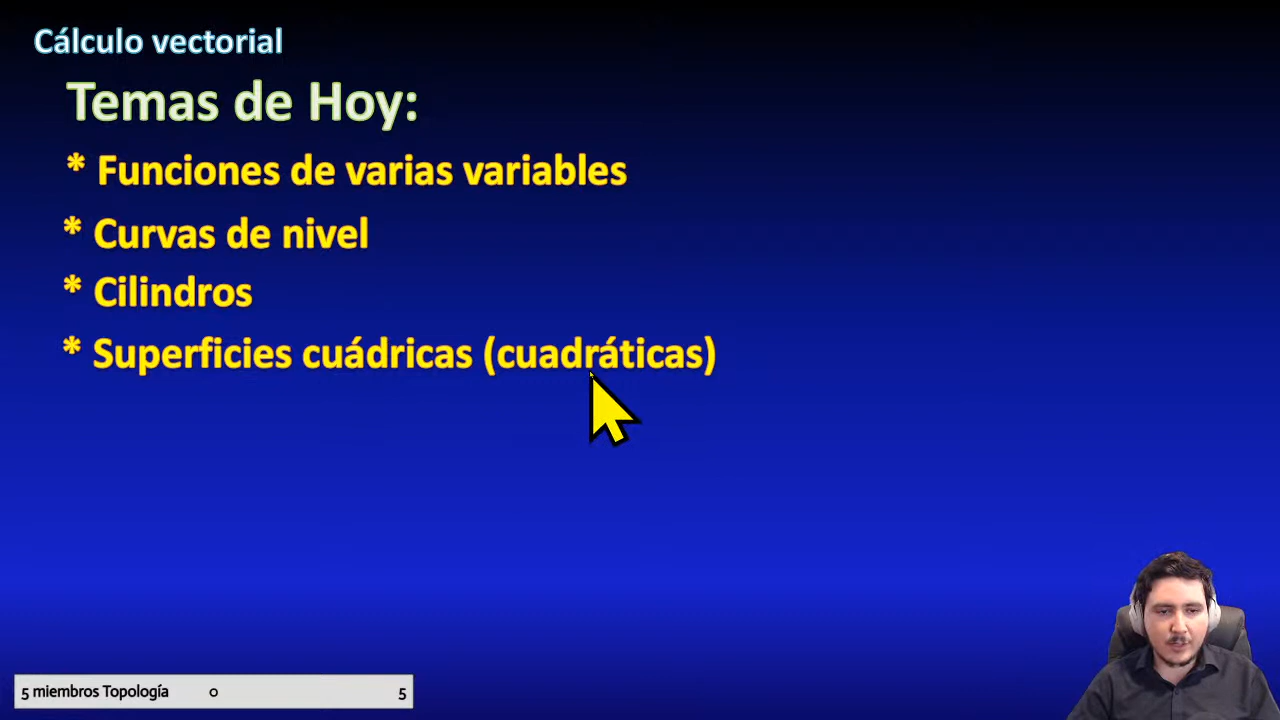 Cálculo vectorial
Temas de Hoy:
* Funciones de varias variables
* Curvas de nivel
* Cilindros
* Superficies cuádricas (cuadráticas)
5 miembros Topología o 5